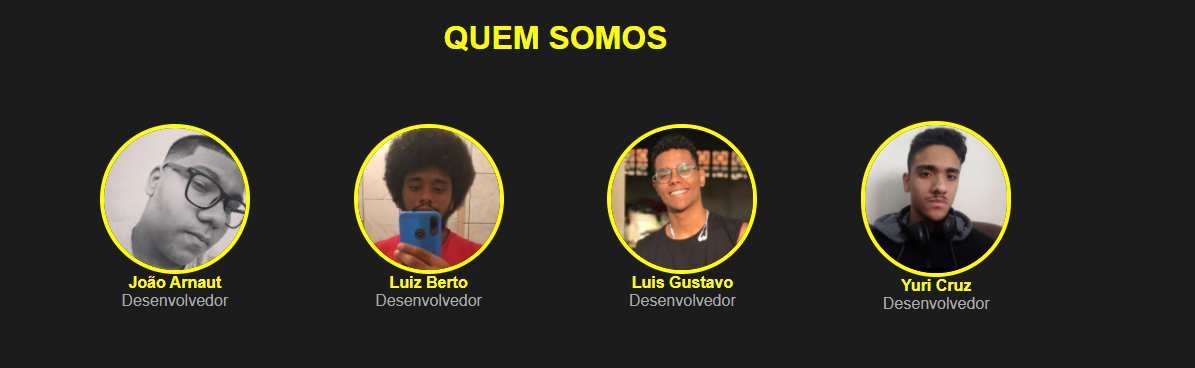 QUEM SOMOS
João Arnaut
Desenvolvedor
Luiz Berto
Desenvolvedor
Luis Gustavo
Desenvolvedor
Yuri Cruz
Desenvolvedor